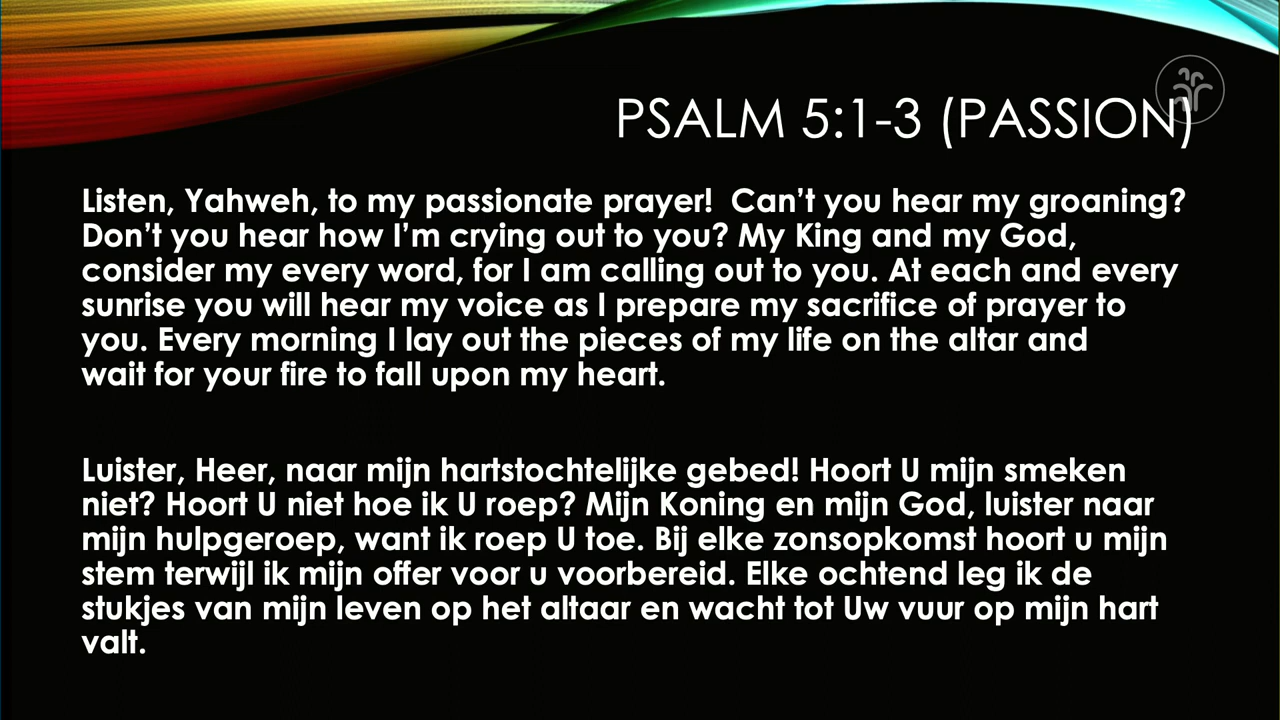 PSALM 5:1-3 (PASSION)
Listen, Yahweh, to my passionate prayer!  Can’t you hear my groaning?
Don’t you hear how I’m crying out to you? My King and my God,
consider my every word, for I am calling out to you. At each and every
sunrise you will hear my voice as I prepare my sacrifice of prayer to
you. Every morning I lay out the pieces of my life on the altar and
wait for your fire to fall upon my heart.
Luister, Heer, naar mijn hartstochtelijke gebed! Hoort U mijn smeken
niet? Hoort U niet hoe ik U roep? Mijn Koning en mijn God, luister naar
mijn hulpgeroep, want ik roep U toe. Bij elke zonsopkomst hoort u mijn
stem terwijl ik mijn offer voor u voorbereid. Elke ochtend leg ik de
stukjes van mijn leven op het altaar en wacht tot Uw vuur op mijn hart
valt.